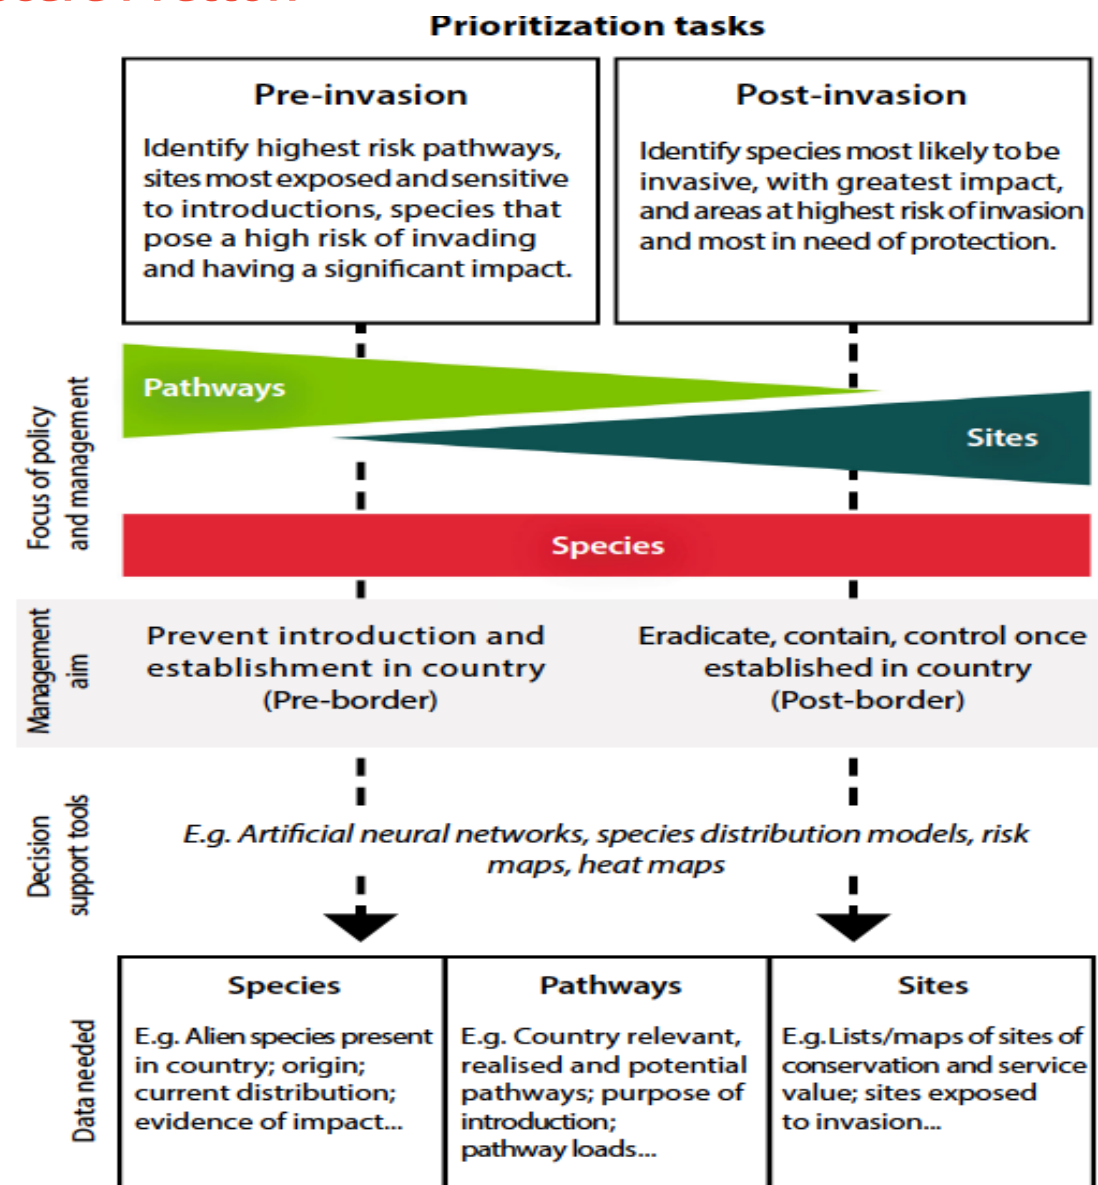 Prioritization tasks
Pre-invasion
Identify highest risk pathways,
sites most exposed and sensitive
to introductions, species that
pose a high risk of invading
and having a significant impact.
Post-invasion
Identify species most likely to be
invasive, with greatest impact,
and areas at highest risk of invasion
and most in need of protection.
Focus of policy
and management
Pathways
Sites
Species
Management
aim
Prevent introduction and
establishment in country
(Pre-border)
Eradicate, contain, control once
established in country
(Post-border)
Decision
support tools
E.g. Artificial neural networks, species distribution models, risk
maps, heat maps
Data needed
Species
E.g. Alien species present
in country; origin;
current distribution;
evidence of impact...
Pathways
E.g. Country relevant,
realised and potential
pathways; purpose of
introduction;
pathway loads...
Sites
E.g.Lists/maps of sites of
conservation and service
value; sites exposed
to invasion...